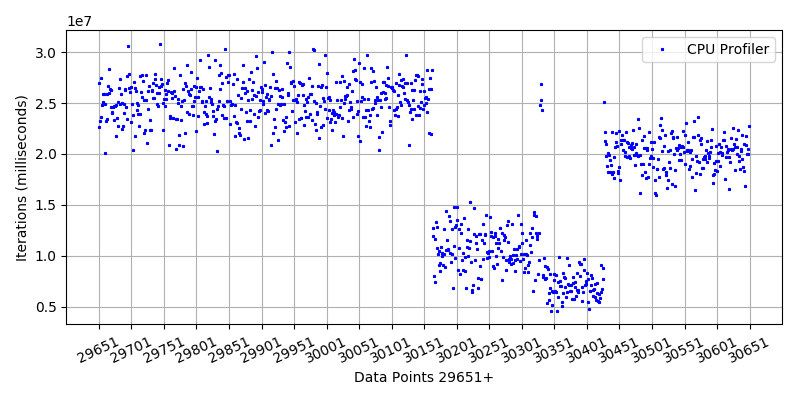 1e7
CPU Profiler
3.0
2.5
2.0
1.5
1.0
0.5
Iterations (milliseconds)
29651 29701 29751 29801 29851 29901 29951 30001 30051 30101 30151 30201 30251 30301 30351 30401 30451 30501 30551 30601 30651
Data Points 29651+